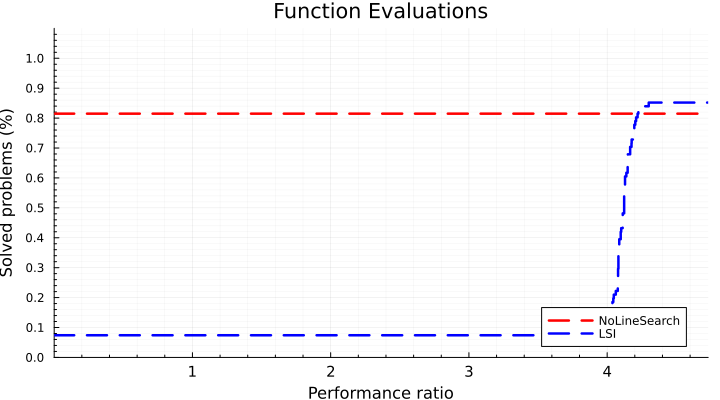 Function Evaluations
Solved problems (%)
1.0
0.9
0.8
0.7
0.6
0.5
0.4
0.3
0.2
0.1
0.0
1 2 3 4
Performance ratio
NoLineSearch
LSI